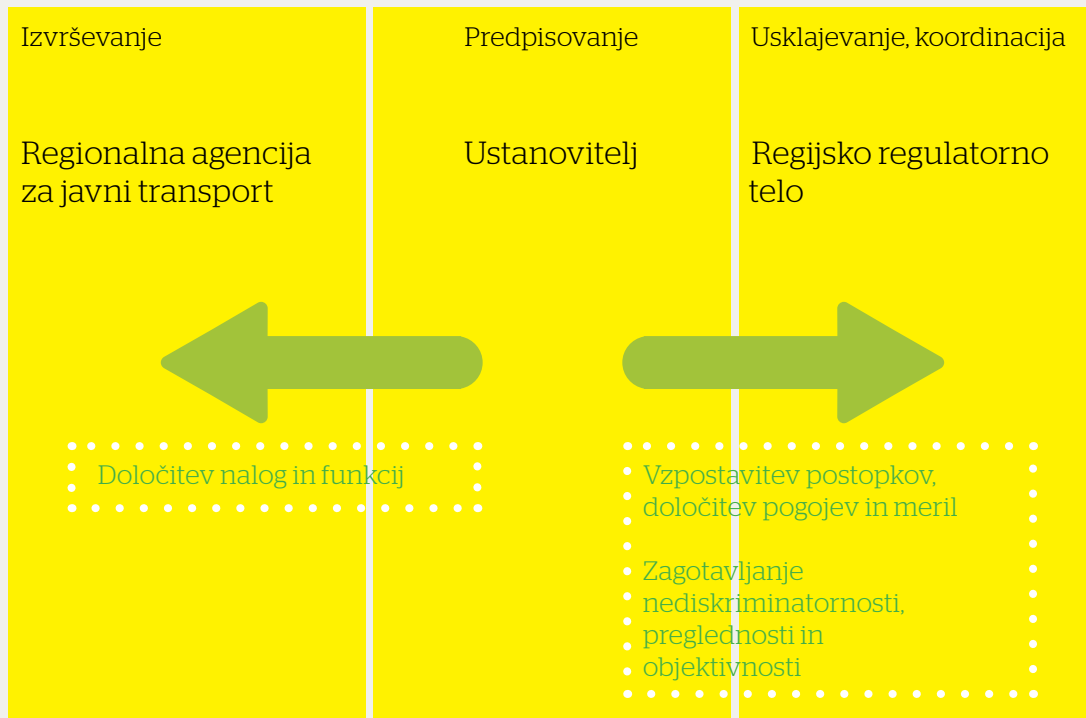 Izvrševanje
Predpisovanje
Usklajevanje, koordinacija
Regionalna agencija
za javni transport
Ustanovitelj
Regijsko regulatorno
telo
Določitev nalog in funkcij
Vzpostavitev postopkov,
določitev pogojev in meril
Zagotavljanje
nediskriminatornosti,
preglednosti in
objektivnosti